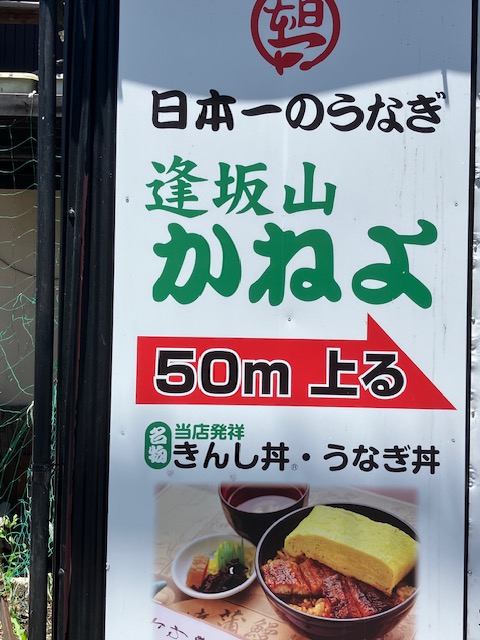 日本一のうなぎ
逢坂山
かねよ
50m 上る
名物 当店発祥
きんし丼®・うなぎ丼